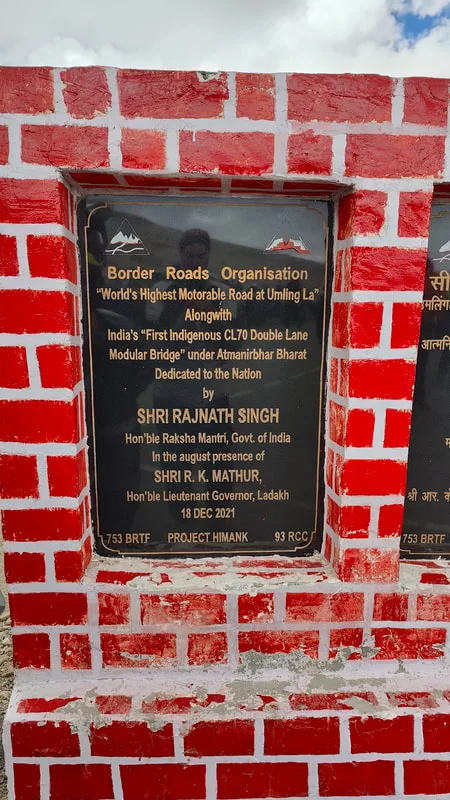 Border Roads Organisation
"World's Highest Motorable Road at Umling La"
Alongwith
India's "First Indigenous CL70 Double Lane
Modular Bridge" under Atmanirbhar Bharat
Dedicated to the Nation
by
SHRI RAJNATH SINGH
Hon'ble Raksha Mantri, Govt. of India
In the august presence of
SHRI R. K. MATHUR,
Hon'ble Lieutenant Governor, Ladakh
18 DEC 2021
753 BRTF PROJECT HIMANK 93 RCC
सी
आत्मनि
श्री आर. के
753 BRTF